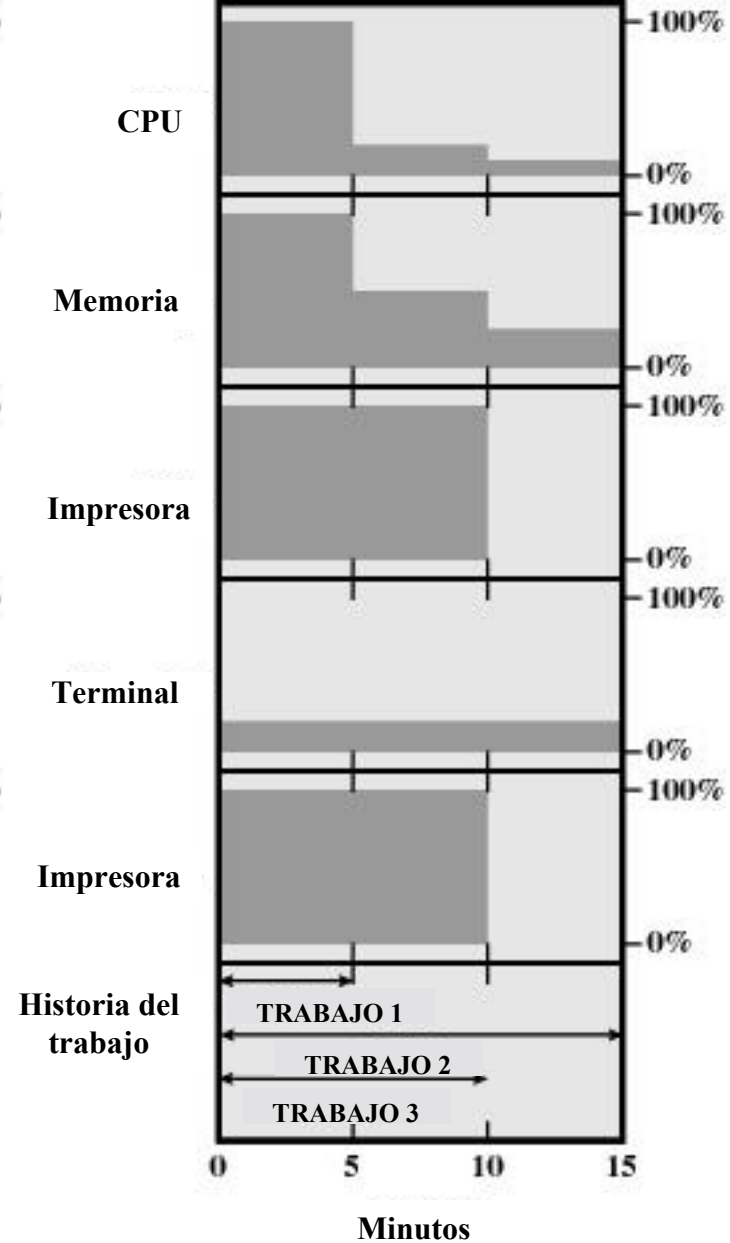 100%
CPU
0%
100%
Memoria
0%
100%
Impresora
0%
100%
Terminal
0%
100%
Impresora
0%
Historia del
trabajo
TRABAJO 1
TRABAJO 2
TRABAJO 3
0 5 10 15
Minutos